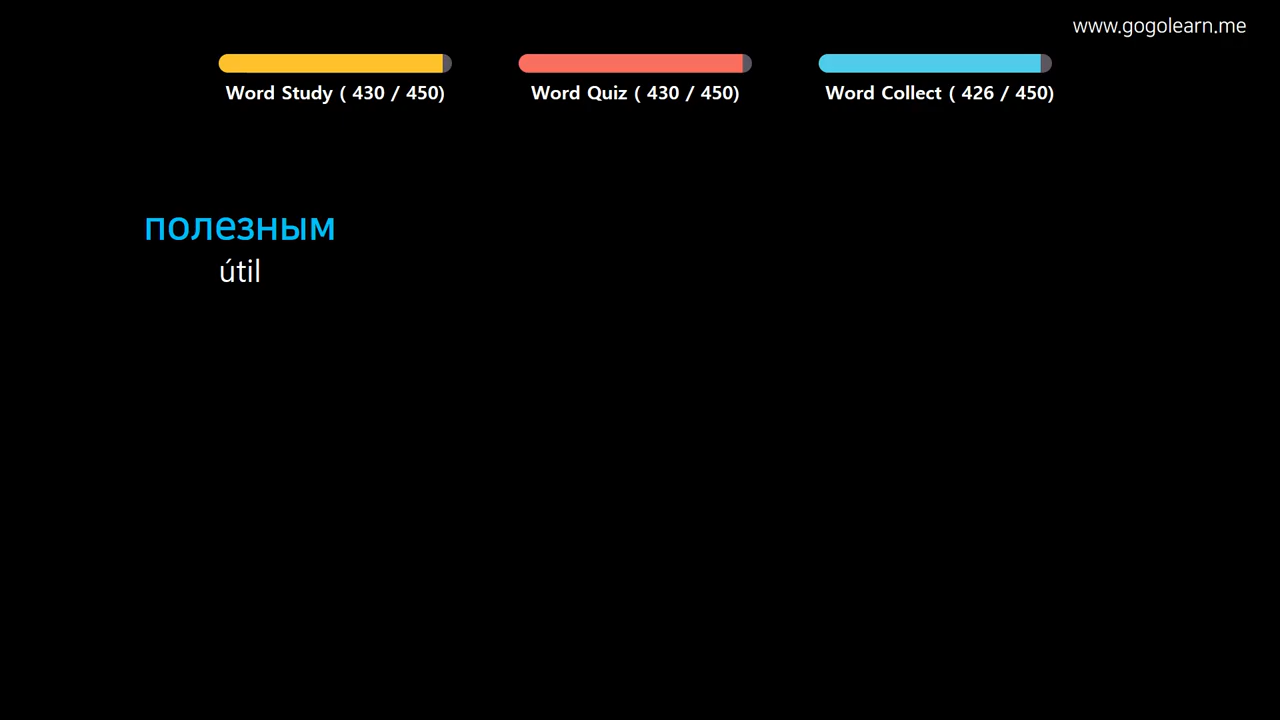 www.gogolearn.me
Word Study ( 430 / 450)
Word Quiz ( 430 / 450)
Word Collect ( 426 / 450)
полезным
útil